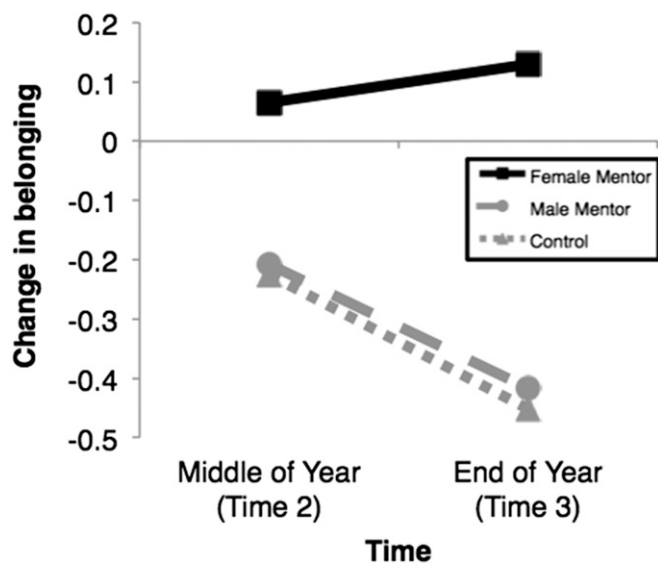 0.2
0.1
0
-0.1
-0.2
-0.3
-0.4
-0.5
Change in belonging
Female Mentor
Male Mentor
Control
Middle of Year
(Time 2)
End of Year
(Time 3)
Time